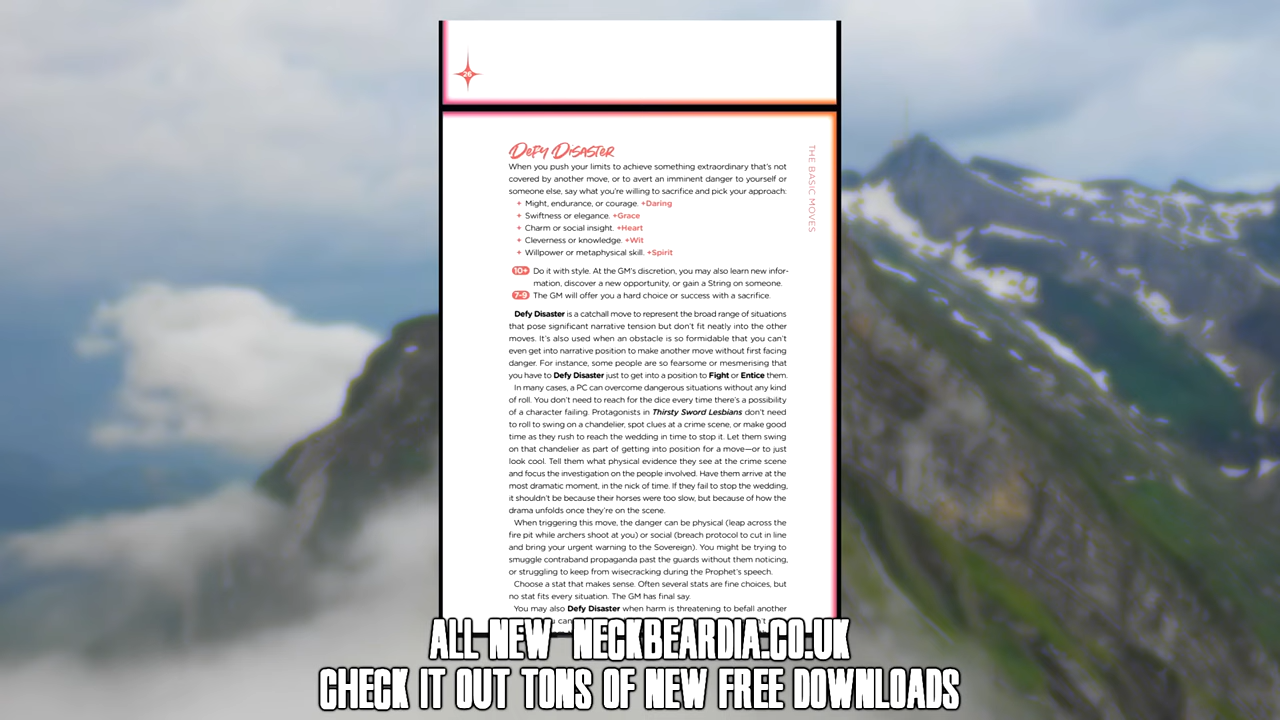 26
Defy Disaster
THE BASIC MOVES
When you push your limits to achieve something extraordinary that's not
covered by another move, or to avert an imminent danger to yourself or
someone else, say what you're willing to sacrifice and pick your approach:
+ Might, endurance, or courage. +Daring
+ Swiftness or elegance. +Grace
+ Charm or social insight. +Heart
+ Cleverness or knowledge. +Wit
+ Willpower or metaphysical skill. +Spirit
10+ Do it with style. At the GM's discretion, you may also learn new infor-
mation, discover a new opportunity, or gain a String on someone.
7-9 The GM will offer you a hard choice or success with a sacrifice.
Defy Disaster is a catchall move to represent the broad range of situations
that pose significant narrative tension but don't fit neatly into the other
moves. It's also used when an obstacle is so formidable that you can't
even get into narrative position to make another move without first facing
danger. For instance, some people are so fearsome or mesmerising that
you have to Defy Disaster just to get into a position to Fight or Entice them.
In many cases, a PC can overcome dangerous situations without any kind
of roll. You don't need to reach for the dice every time there's a possibility
of a character failing. Protagonists in Thirsty Sword Lesbians don't need
to roll to swing on a chandelier, spot clues at a crime scene, or make good
time as they rush to reach the wedding in time to stop it. Let them swing
on that chandelier as part of getting into position for a move—or to just
look cool. Tell them what physical evidence they see at the crime scene
and focus the investigation on the people involved. Have them arrive at the
most dramatic moment, in the nick of time. If they fail to stop the wedding,
it shouldn't be because their horses were too slow, but because of how the
drama unfolds once they're on the scene.
When triggering this move, the danger can be physical (leap across the
fire pit while archers shoot at you) or social (breach protocol to cut in line
and bring your urgent warning to the Sovereign). You might be trying to
smuggle contraband propaganda past the guards without them noticing,
or struggling to keep from wisecracking during the Prophet's speech.
Choose a stat that makes sense. Often several stats are fine choices, but
no stat fits every situation. The GM has final say.
You may also Defy Disaster when harm is threatening to befall another
ALL NEW NECKBEARDIA.CO.UK
CHECK IT OUT TONS OF NEW FREE DOWNLOADS